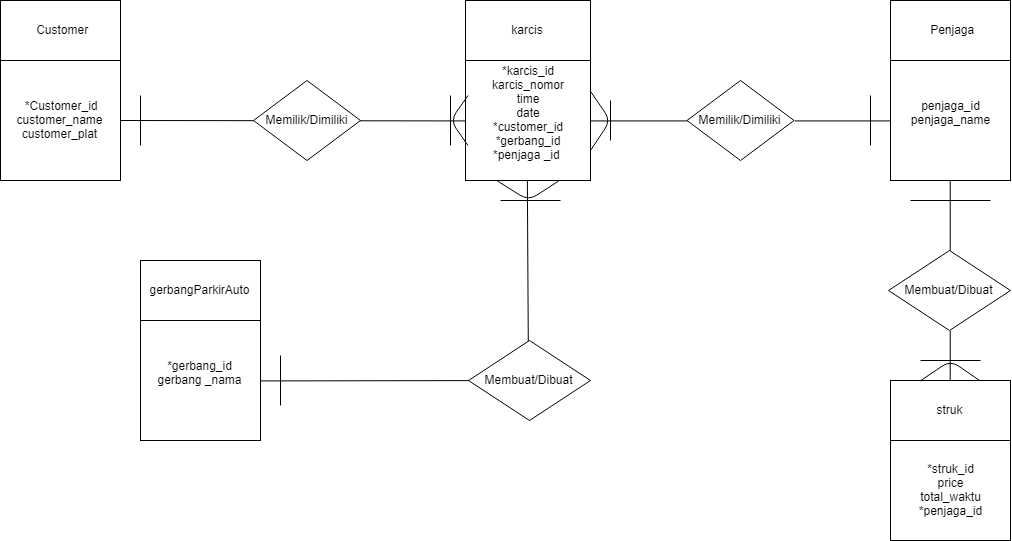 Customer
*Customer_id
customer_name
customer_plat
Memilik/Dimiliki
karcis
*karcis_id
karcis_nomor
time
date
*customer_id
*gerbang_id
*penjaga _id
Memilik/Dimiliki
Penjaga
penjaga_id
penjaga_name
gerbangParkirAuto
*gerbang_id
gerbang _nama
Membuat/Dibuat
Membuat/Dibuat
struk
*struk_id
price
total_waktu
*penjaga_id